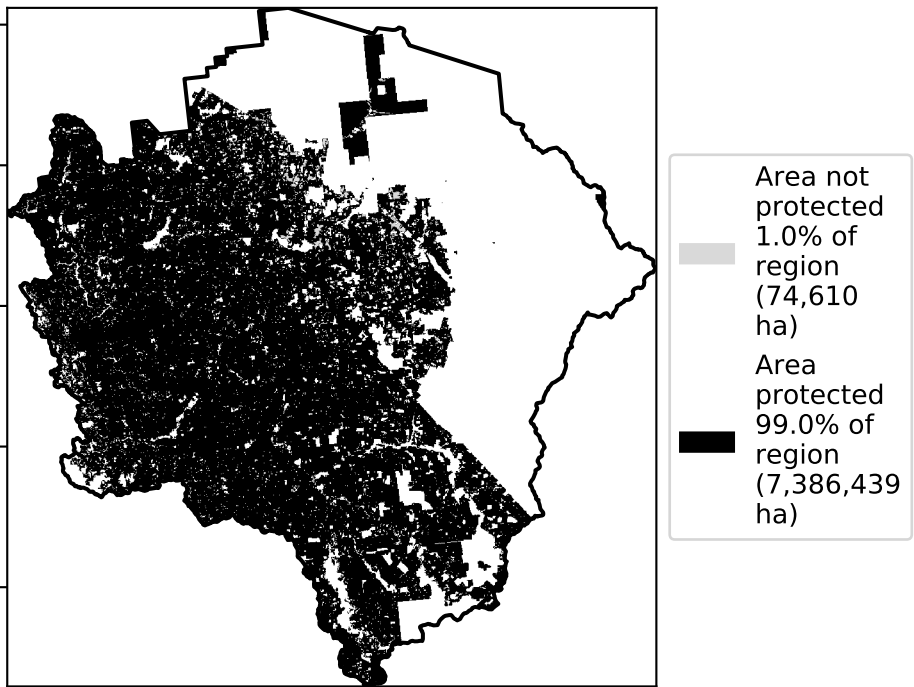 Area not
protected
1.0% of
region
(74,610
ha)
Area
protected
99.0% of
region
(7,386,439
ha)